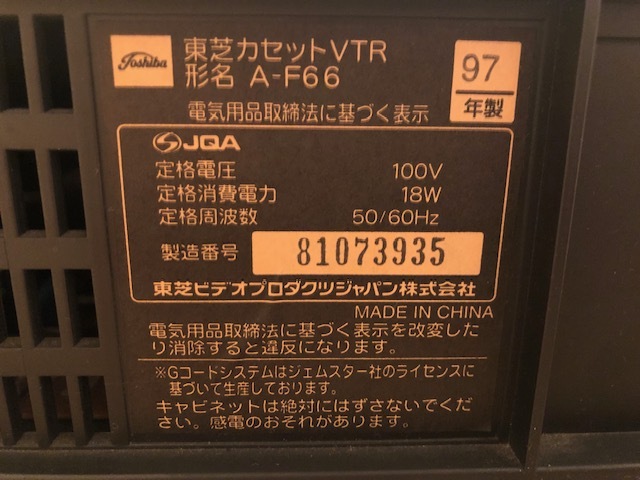 Toshiba
東芝カセットVTR
形名 A-F66
97
年製
電気用品取締法に基づく表示
JQA
定格電圧 100V
定格消費電力 18W
定格周波数 50/60Hz
製造番号 81073935
東芝ビデオプロダクツジャパン株式会社
MADE IN CHINA
電気用品取締法に基づく表示を改変した
り消除すると違反になります。
※Gコードシステムはジェムスター社のライセンスに
基づいて生産しております。
キャビネットは絶対にはずさないでくだ
さい。感電のおそれがあります。